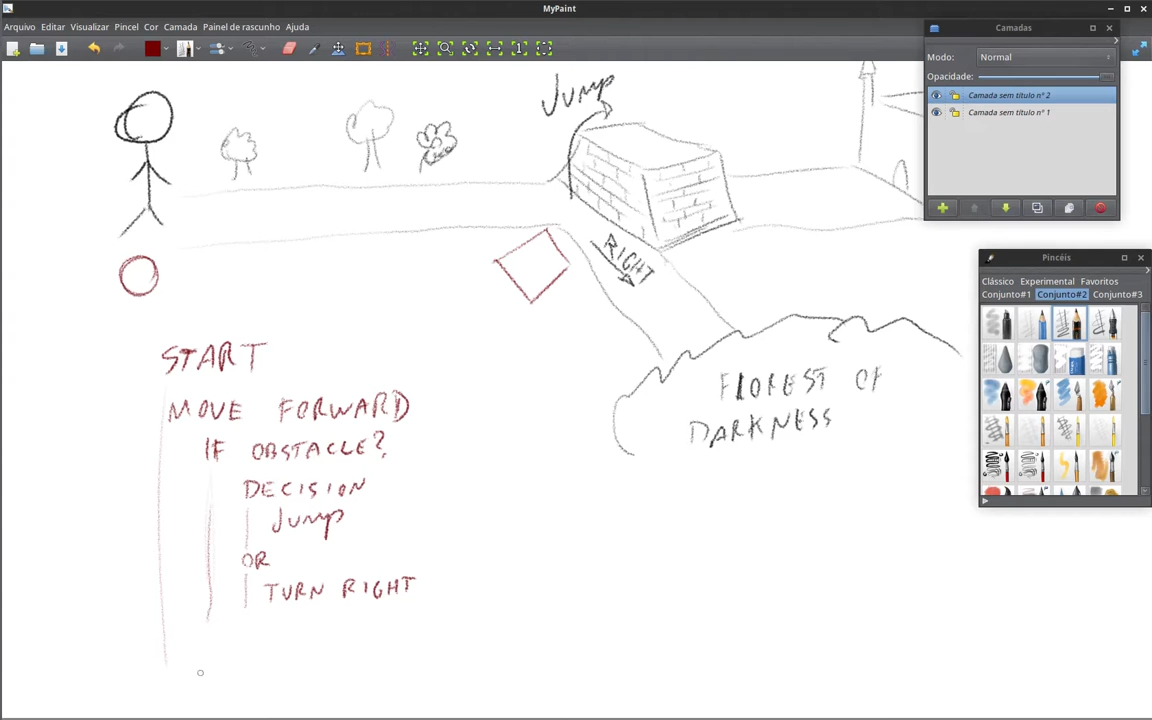 MyPaint
Arquivo Editar Visualizar Pincel Cor Camada Painel de rascunho Ajuda
Camadas
Modo: Normal
Opacidade:
Camada sem título nº 2
Camada sem título nº 1
Pincéis
Clássico Experimental Favoritos
Conjunto#1 Conjunto#2 Conjunto#3
JUMP
RIGHT
FLOREST OF
DARKNESS
START
MOVE FORWARD
IF OBSTACLE?
DECISION
JUMP
OR
TURN RIGHT